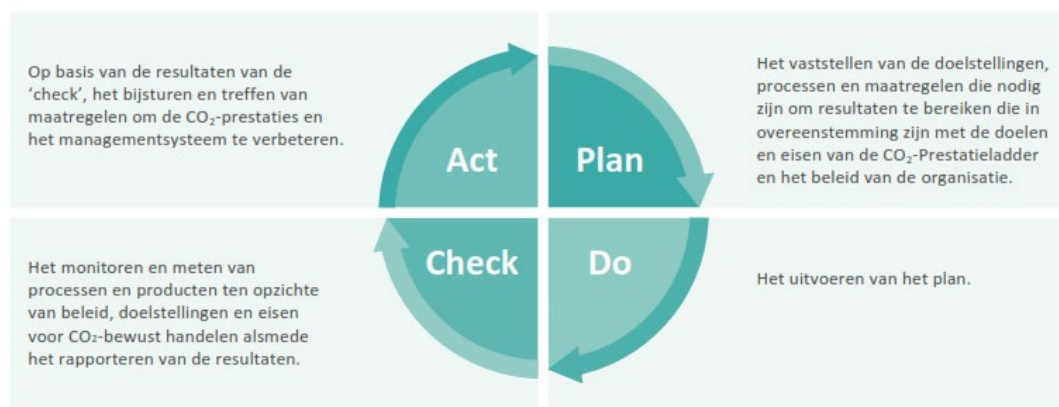 Op basis van de resultaten van de
‘check’, het bijsturen en treffen van
maatregelen om de CO₂-prestaties en
het managementsysteem te verbeteren.
Act
Plan
Het vaststellen van de doelstellingen,
processen en maatregelen die nodig
zijn om resultaten te bereiken die in
overeenstemming zijn met de doelen
en eisen van de CO₂-Prestatieladder
en het beleid van de organisatie.
Het monitoren en meten van
processen en producten ten opzichte
van beleid, doelstellingen en eisen
voor CO₂-bewust handelen alsmede
het rapporteren van de resultaten.
Check
Do
Het uitvoeren van het plan.